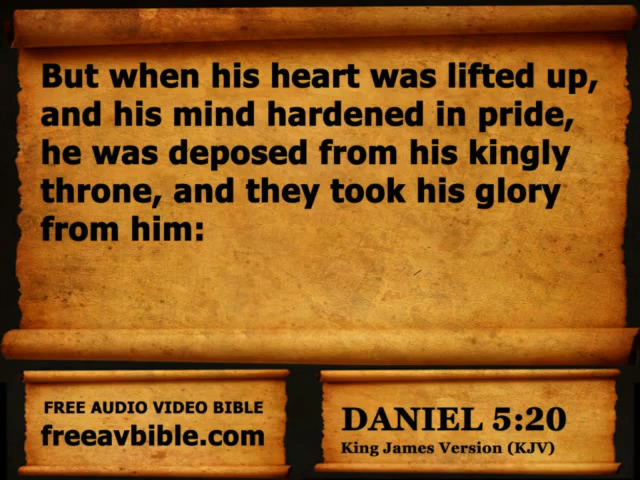 But when his heart was lifted up,
and his mind hardened in pride,
he was deposed from his kingly
throne, and they took his glory
from him:
FREE AUDIO VIDEO BIBLE
freeavbible.com
DANIEL 5:20
King James Version (KJV)